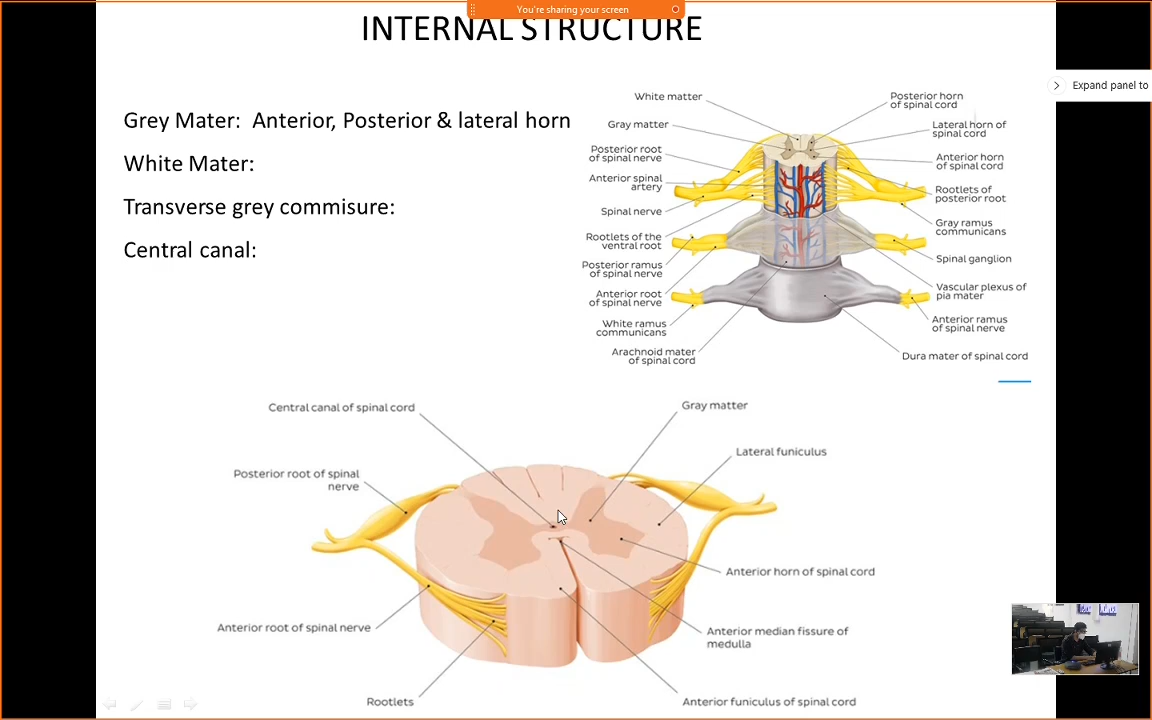 You're sharing your screen
INTERNAL STRUCTURE
Expand panel to
Grey Mater: Anterior, Posterior & lateral horn
White Mater:
Transverse grey commisure:
Central canal:
White matter
Gray matter
Posterior root
of spinal nerve
Anterior spinal
artery
Spinal nerve
Rootlets of the
ventral root
Posterior ramus
of spinal nerve
Anterior root
of spinal nerve
White ramus
communicans
Arachnoid mater
of spinal cord
Posterior horn
of spinal cord
Lateral horn of
spinal cord
Anterior horn
of spinal cord
Rootlets of
posterior root
Gray ramus
communicans
Spinal ganglion
Vascular plexus of
pia mater
Anterior ramus
of spinal nerve
Dura mater of spinal cord
Central canal of spinal cord
Gray matter
Lateral funiculus
Posterior root of spinal
nerve
Anterior horn of spinal cord
Anterior root of spinal nerve
Anterior median fissure of
medulla
Rootlets
Anterior funiculus of spinal cord